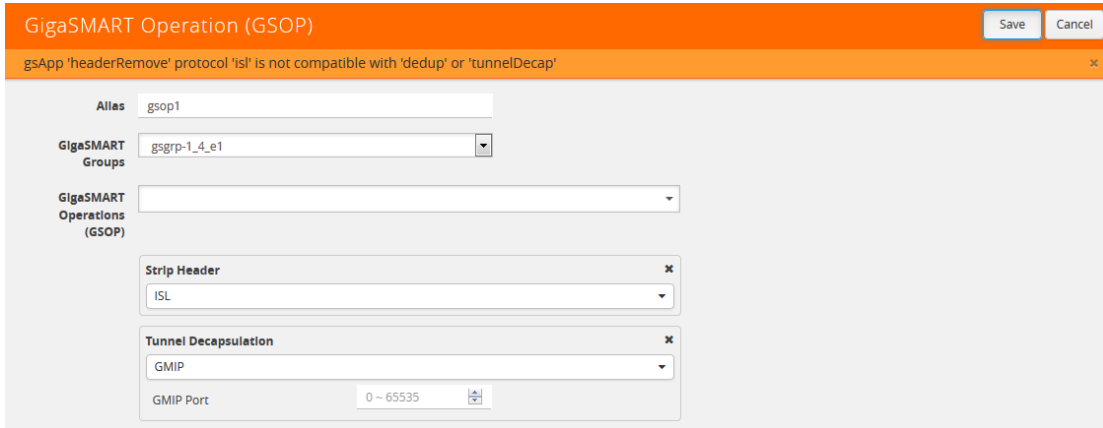 GigaSMART Operation (GSOP)
Save
Cancel
gsApp 'headerRemove' protocol 'isl' is not compatible with 'dedup' or 'tunnelDecap'
Alias
gsop1
GigaSMART
Groups
gsgrp-1_4_e1
GigaSMART
Operations
(GSOP)
Strip Header
ISL
Tunnel Decapsulation
GMIP
GMIP Port
0 ~ 65535